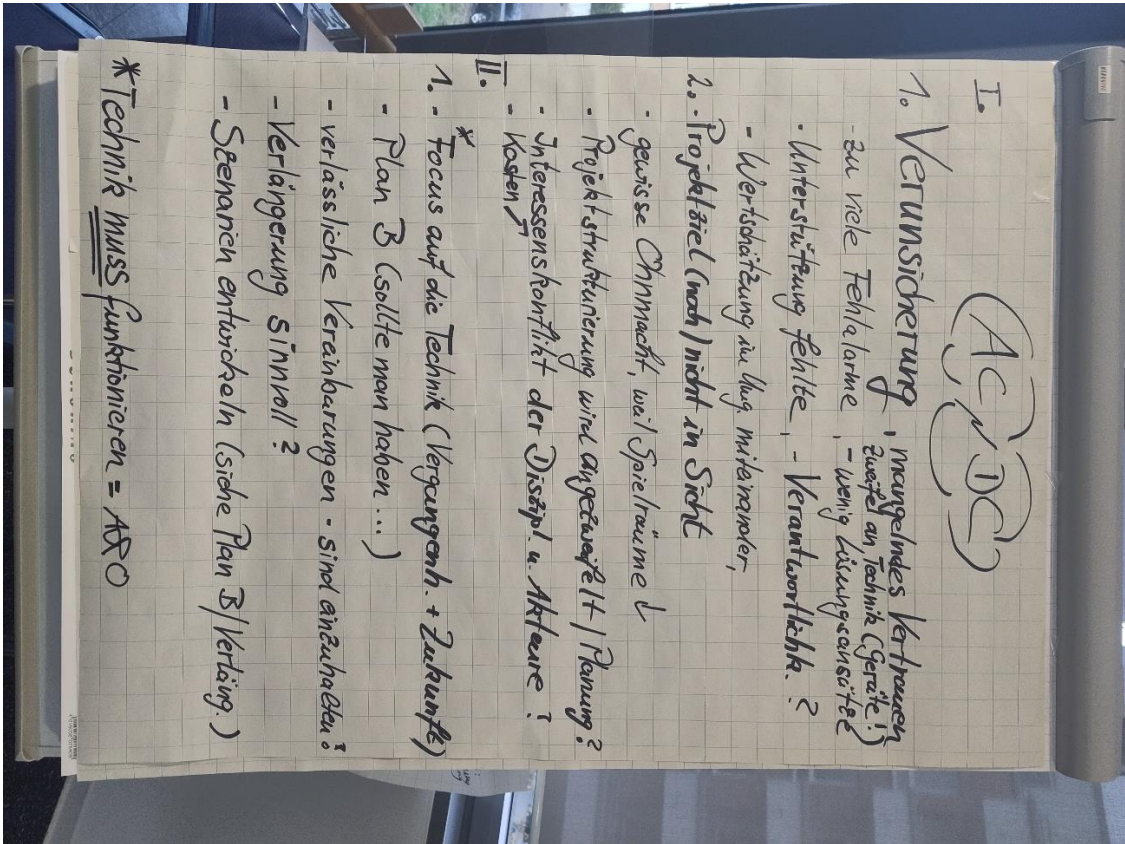 AC/DC
I.
1. Verunsicherung, mangelndes Vertrauen
Zweifel an Technik (Geräte!)
- zu viele Fehlalarme, - wenig Lösungsansätze
- Unterstützung fehlte, - Verantwortlichk. ?
- Wertschätzung im Umg. miteinander,
2. - Projektziel (noch) nicht in Sicht
- gewisse Ohnmacht, weil Spielräume ↓
- Projektstrukturierung wird angezweifelt / Planung?
- Interessenskonflikt der Diszipl. u. Akteure?
- Kosten ↗
II.
1. - Focus auf die Technik (Vergangenh. + Zukunft)
*
- Plan B (sollte man haben ...)
- verlässliche Vereinbarungen - sind einzuhalten!
- Verlängerung sinnvoll?
- Szenarien entwickeln (siehe Plan B/Verläng.)
*Technik muss funktionieren =